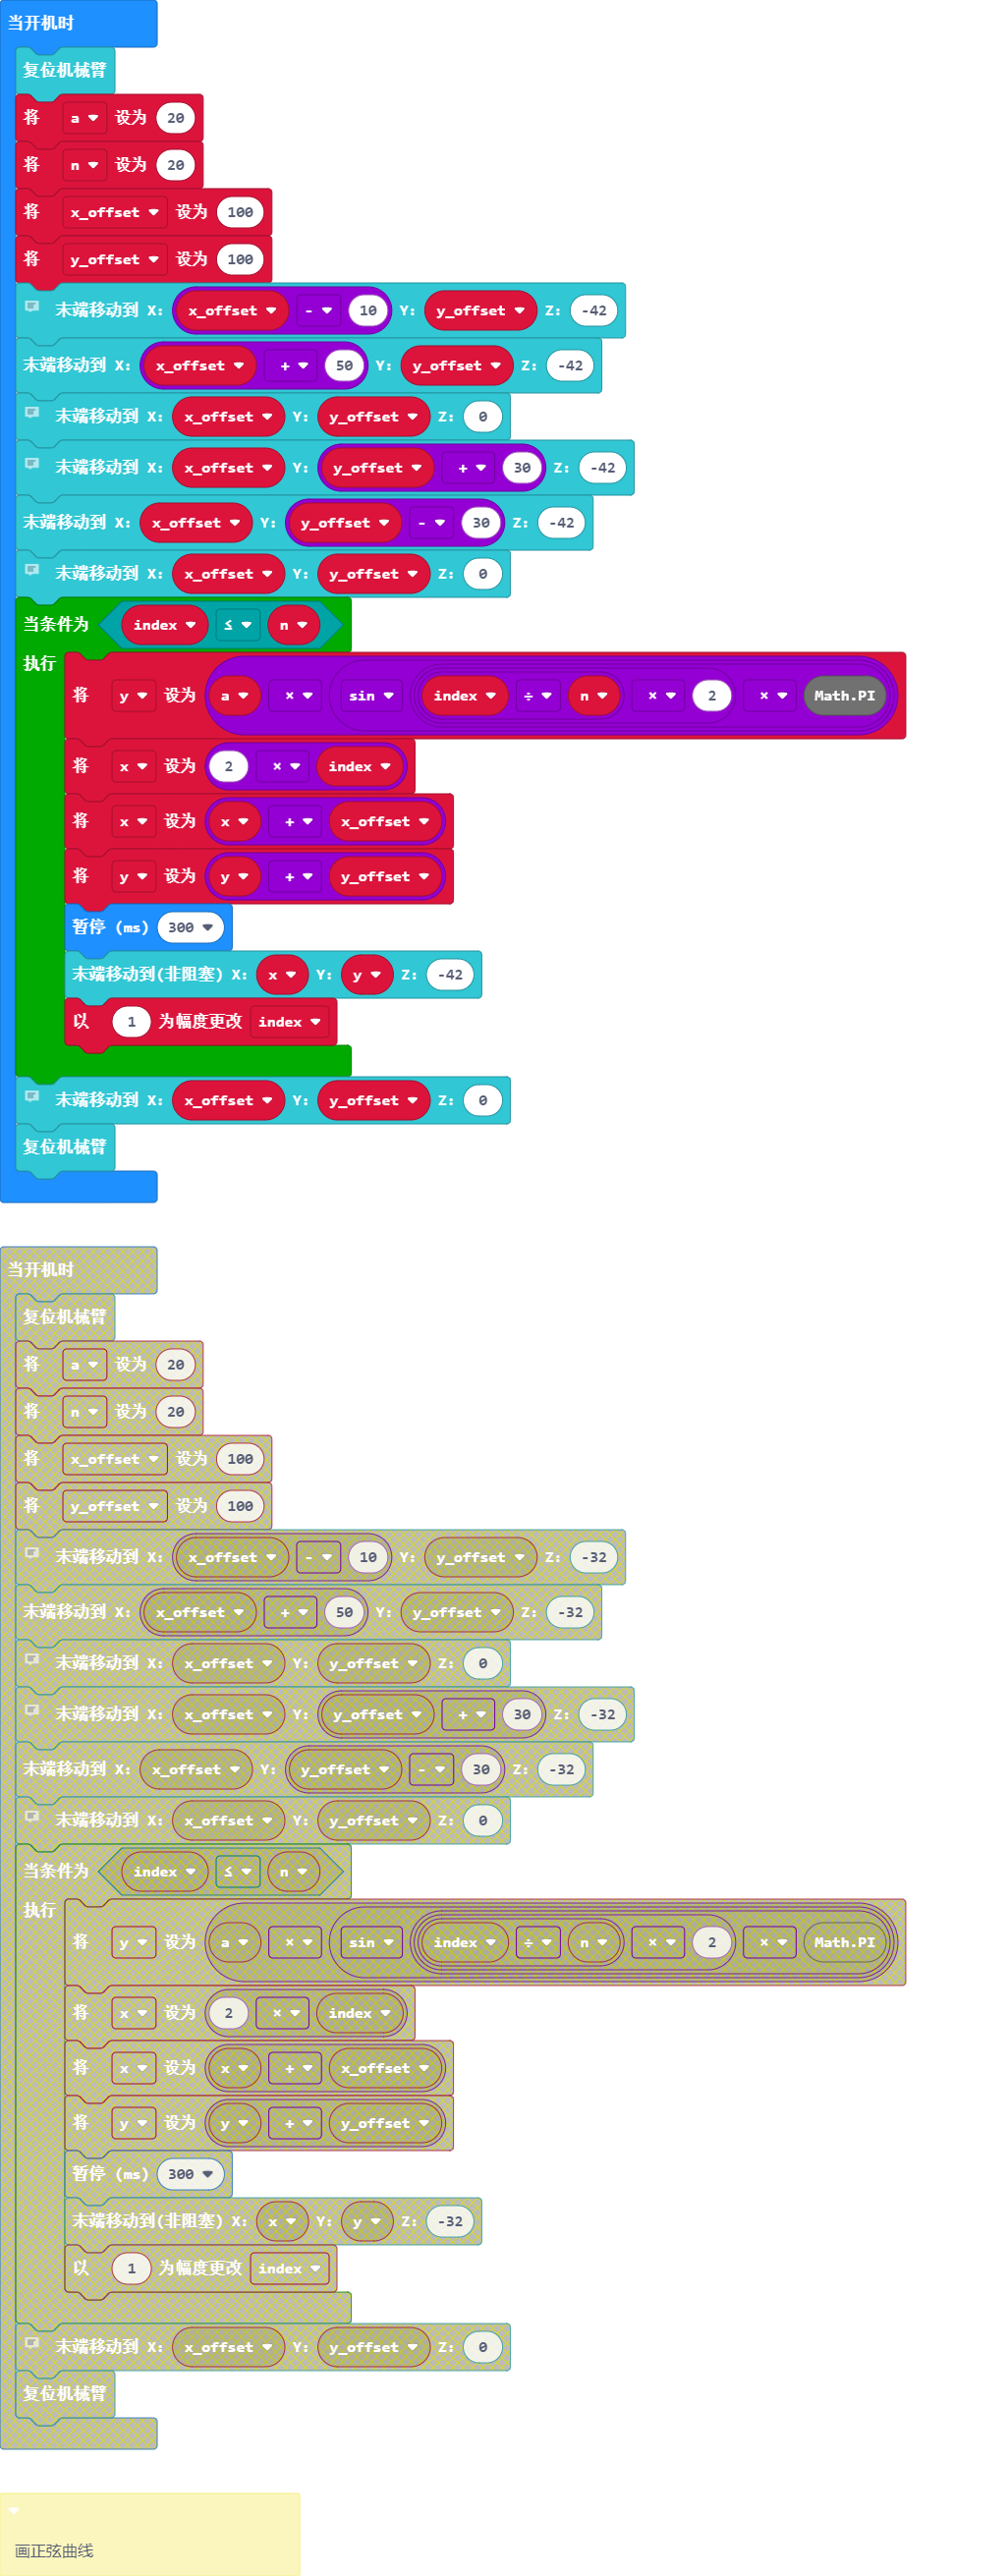 当开机时
复位机械臂
将 a 设为 20
将 n 设为 20
将 x_offset 设为 100
将 y_offset 设为 100
末端移动到 X: x_offset - 10 Y: y_offset Z: -42
末端移动到 X: x_offset + 50 Y: y_offset Z: -42
末端移动到 X: x_offset Y: y_offset Z: 0
末端移动到 X: x_offset Y: y_offset + 30 Z: -42
末端移动到 X: x_offset Y: y_offset - 30 Z: -42
末端移动到 X: x_offset Y: y_offset Z: 0
当条件为 index ≤ n
执行
将 y 设为 a × sin index ÷ n × 2 × Math.PI
将 x 设为 2 × index
将 x 设为 x + x_offset
将 y 设为 y + y_offset
暂停 (ms) 300
末端移动到(非阻塞) X: x Y: y Z: -42
以 1 为幅度更改 index
末端移动到 X: x_offset Y: y_offset Z: 0
复位机械臂
当开机时
复位机械臂
将 a 设为 20
将 n 设为 20
将 x_offset 设为 100
将 y_offset 设为 100
末端移动到 X: x_offset - 10 Y: y_offset Z: -32
末端移动到 X: x_offset + 50 Y: y_offset Z: -32
末端移动到 X: x_offset Y: y_offset Z: 0
末端移动到 X: x_offset Y: y_offset + 30 Z: -32
末端移动到 X: x_offset Y: y_offset - 30 Z: -32
末端移动到 X: x_offset Y: y_offset Z: 0
当条件为 index ≤ n
执行
将 y 设为 a × sin index ÷ n × 2 × Math.PI
将 x 设为 2 × index
将 x 设为 x + x_offset
将 y 设为 y + y_offset
暂停 (ms) 300
末端移动到(非阻塞) X: x Y: y Z: -32
以 1 为幅度更改 index
末端移动到 X: x_offset Y: y_offset Z: 0
复位机械臂
画正弦曲线